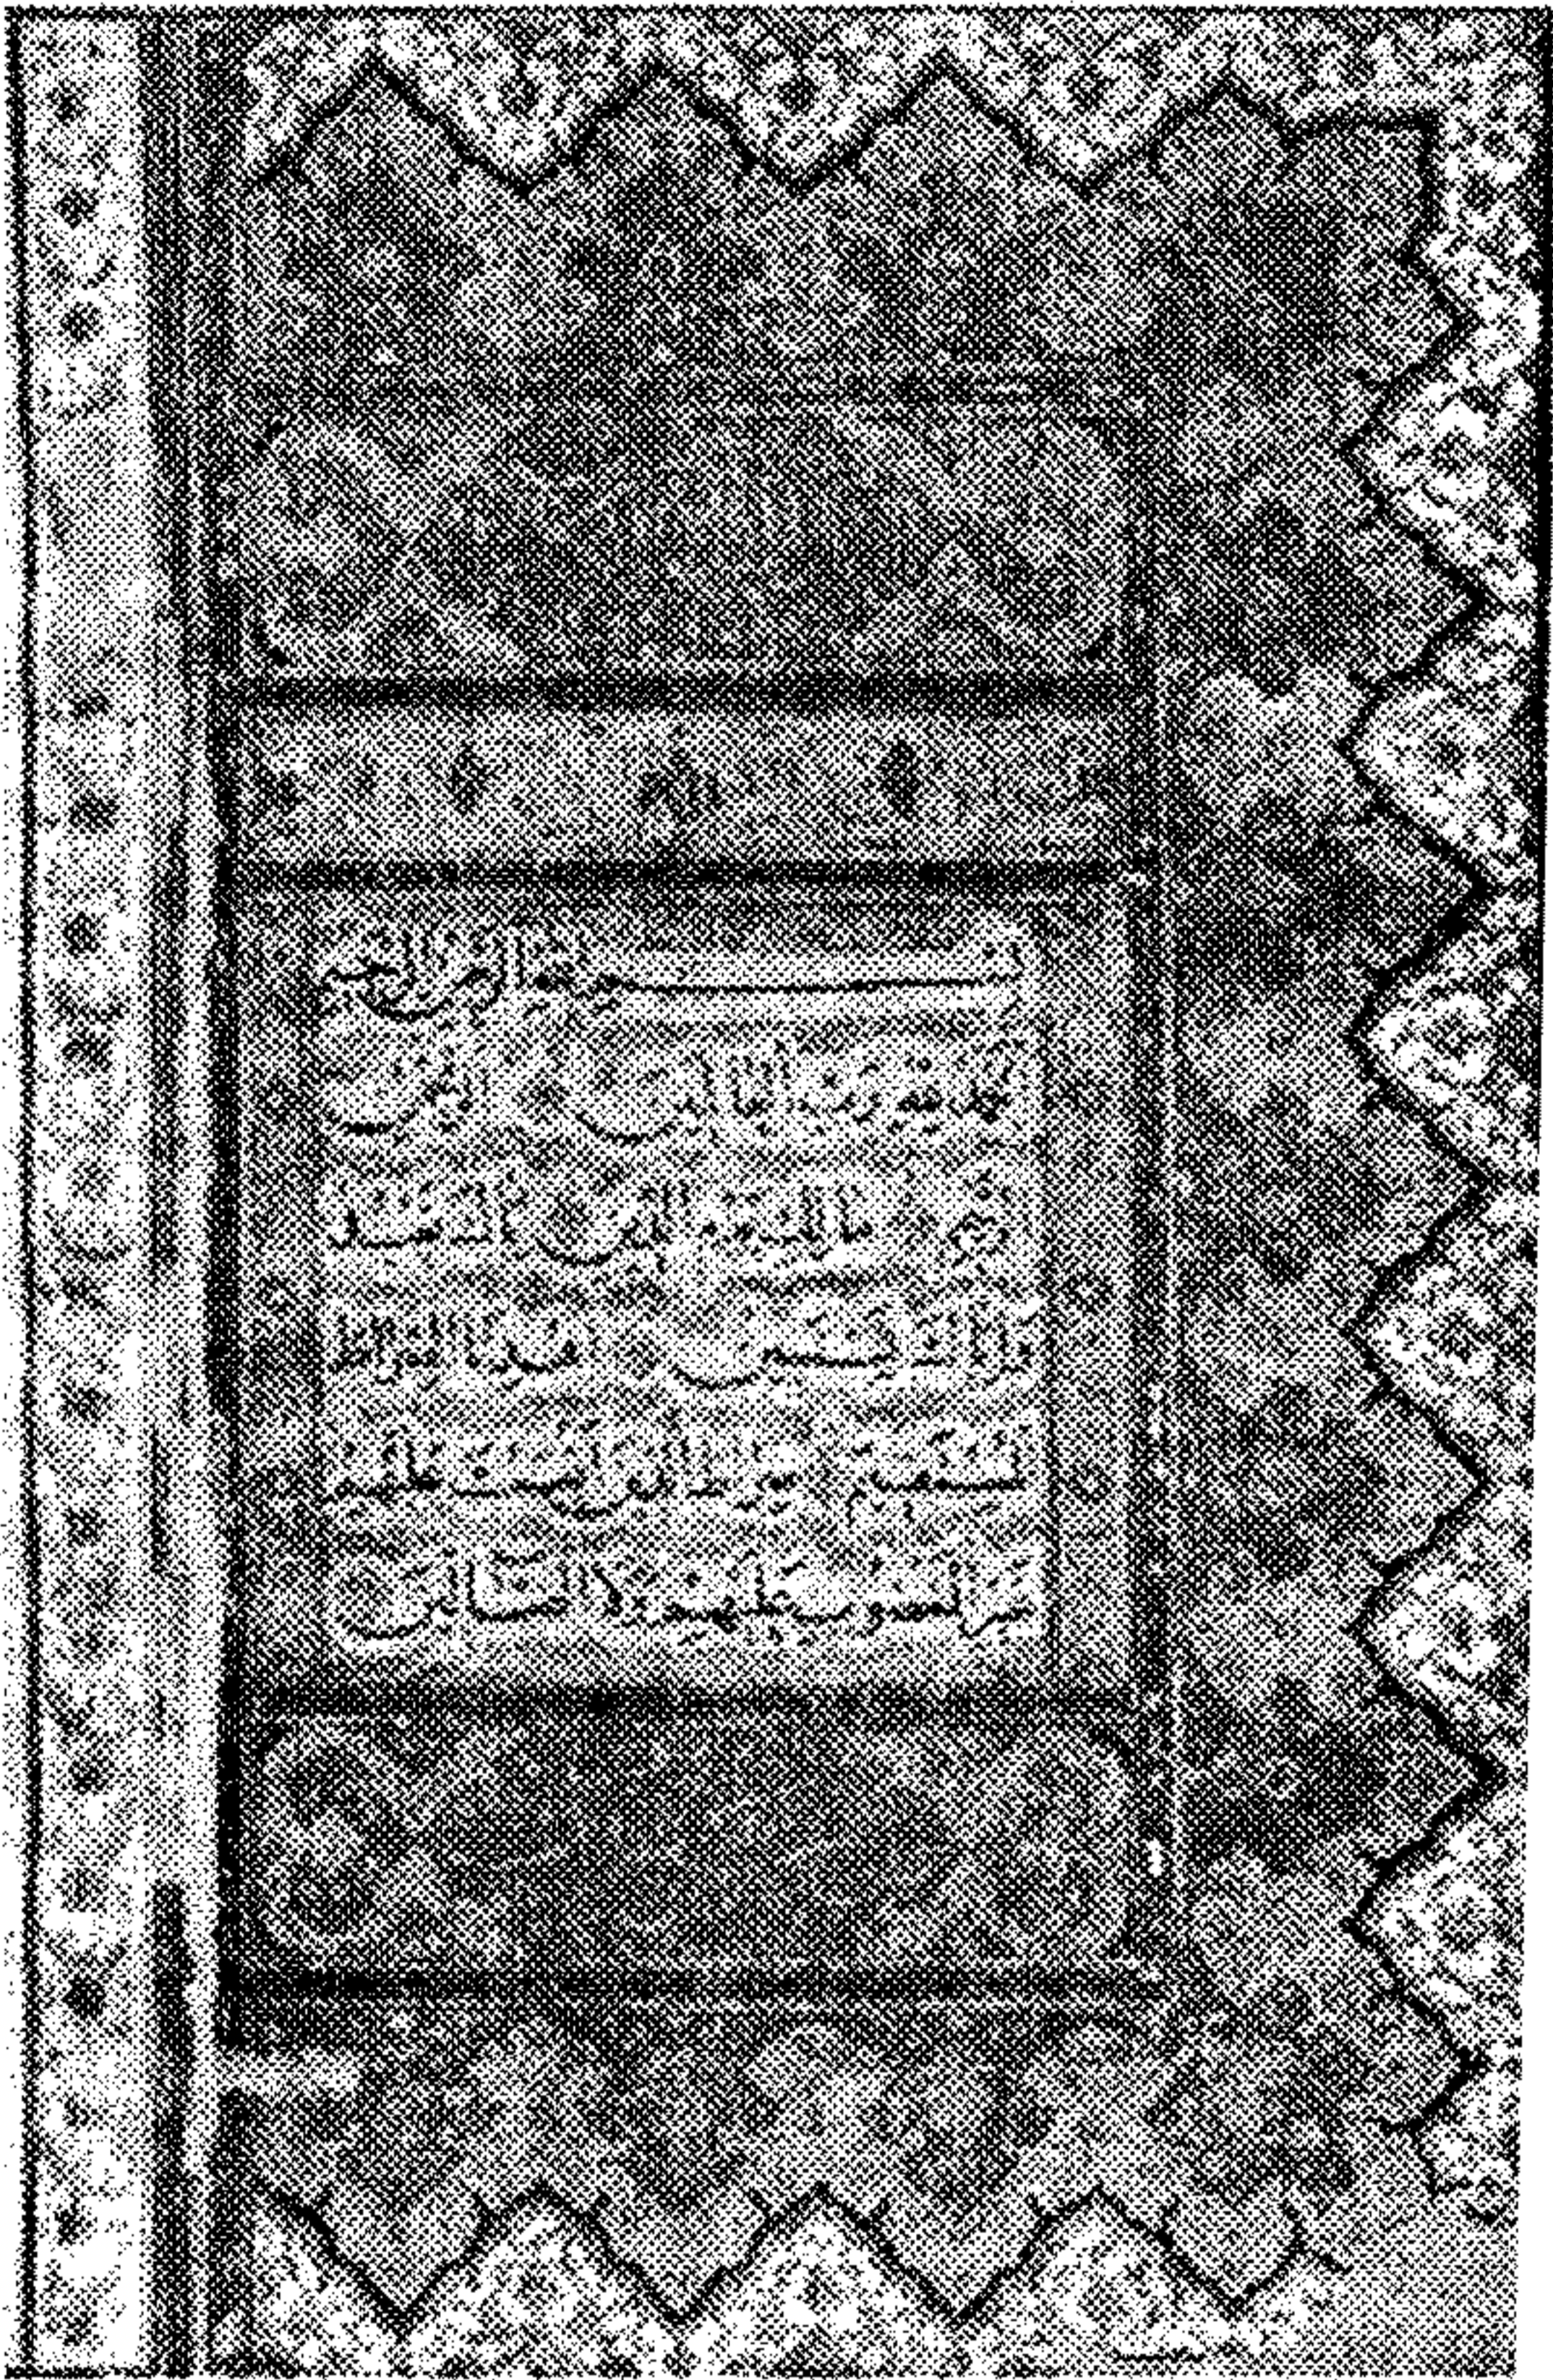 بسم الله الرحمن الرحيم
الحمد لله رب العالمين الرحمن
الرحيم مالك يوم الدين إياك نعبد
وإياك نستعين اهدنا الصراط
المستقيم صراط الذين أنعمت عليهم
غير المغضوب عليهم ولا الضالين